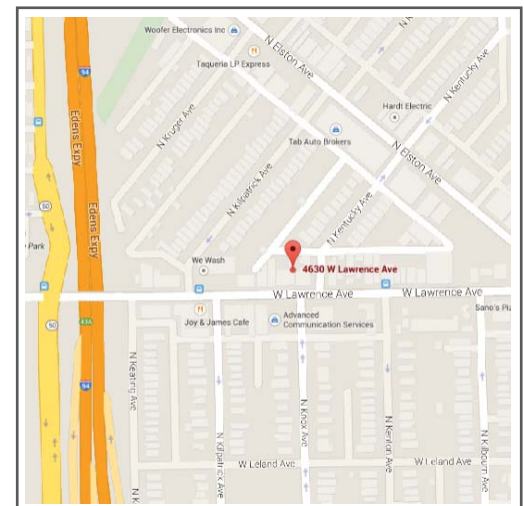 Woofer Electronics Inc
N Elston Ave
94
Taqueria LP Express
N Kentucky Ave
Hardt Electric
N Kruger Ave
Edens Expy
Tab Auto Brokers
N Elston Ave
N Kilpatrick Ave
50
Edens Expy
N Kentucky Ave
Park
We Wash
4630 W Lawrence Ave
W Lawrence Ave
W Lawrence Ave
Sano's Piz
Joy & James Cafe
Advanced
Communication Services
50
43A
N Keating Ave
94
N Kilpatrick Ave
N Knox Ave
N Kenton Ave
N Kilbourn Ave
W Leland Ave
W Leland Ave
N K